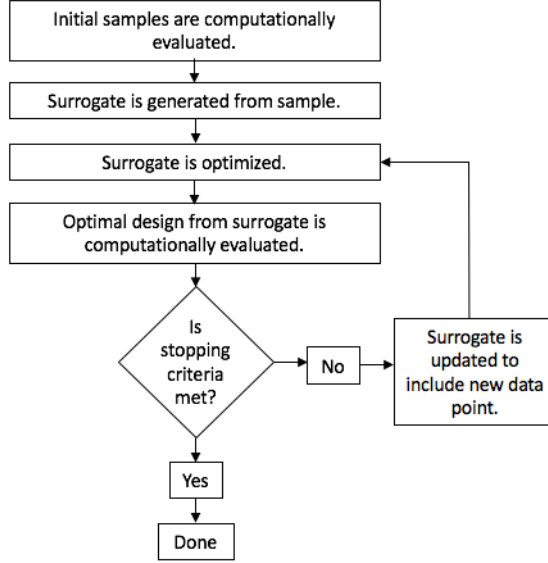 Initial samples are computationally
evaluated.
Surrogate is generated from sample.
Surrogate is optimized.
Optimal design from surrogate is
computationally evaluated.
Is
stopping
criteria
met?
No
Surrogate is
updated to
include new data
point.
Yes
Done